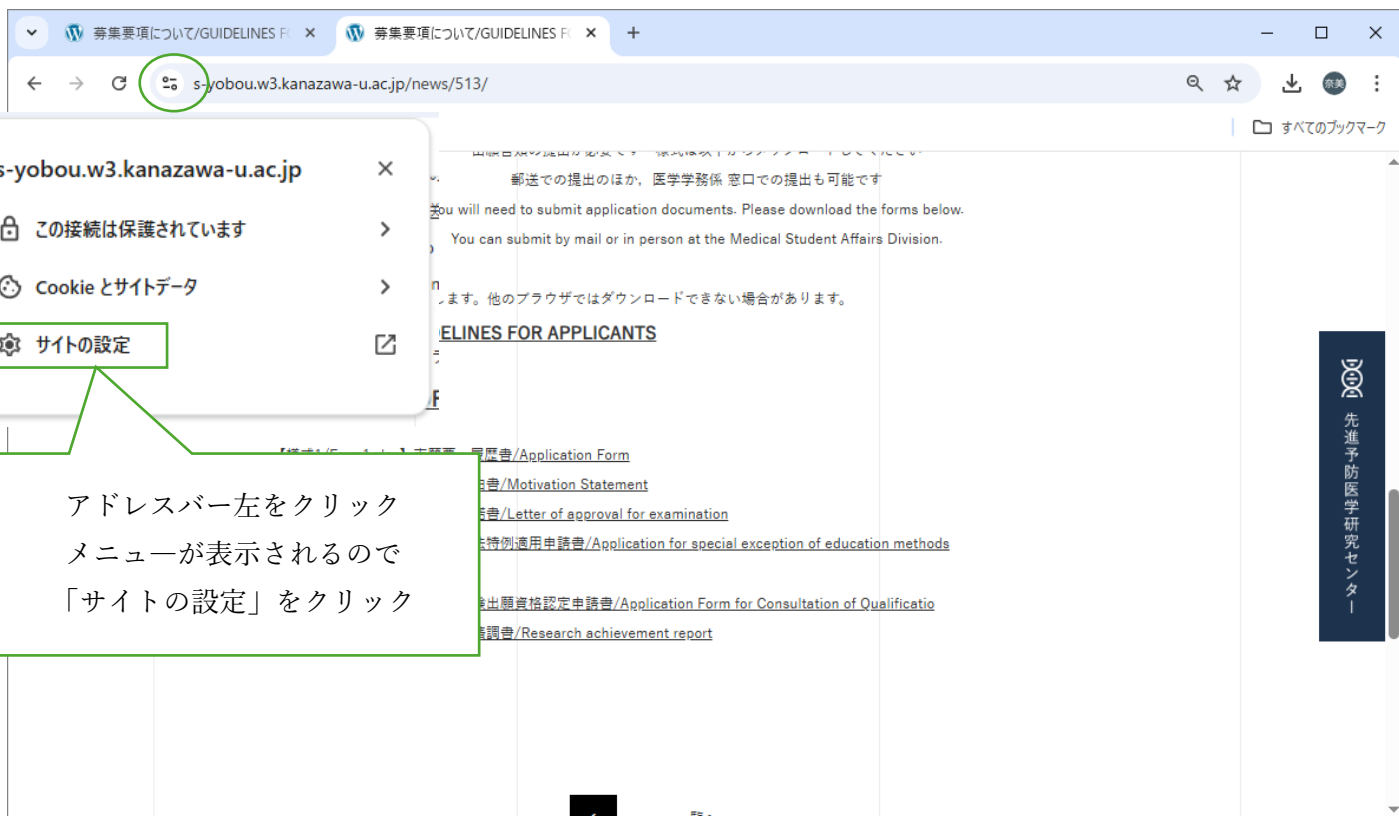 募集要項について/GUIDELINES F
募集要項について/GUIDELINES F
s-yobou.w3.kanazawa-u.ac.jp/news/513/
奈美
すべてのブックマーク
s-yobou.w3.kanazawa-u.ac.jp
この接続は保護されています
Cookie とサイトデータ
サイトの設定
郵送での提出のほか，医学学務係 窓口での提出も可能です
ou will need to submit application documents. Please download the forms below.
You can submit by mail or in person at the Medical Student Affairs Division.
します。他のブラウザではダウンロードできない場合があります。
ELINES FOR APPLICANTS
履歴書/Application Form
書/Motivation Statement
書/Letter of approval for examination
特例適用申請書/Application for special exception of education methods
出願資格認定申請書/Application Form for Consultation of Qualificatio
調書/Research achievement report
アドレスバー左をクリック
メニューが表示されるので
「サイトの設定」をクリック
先進予防医学研究センター